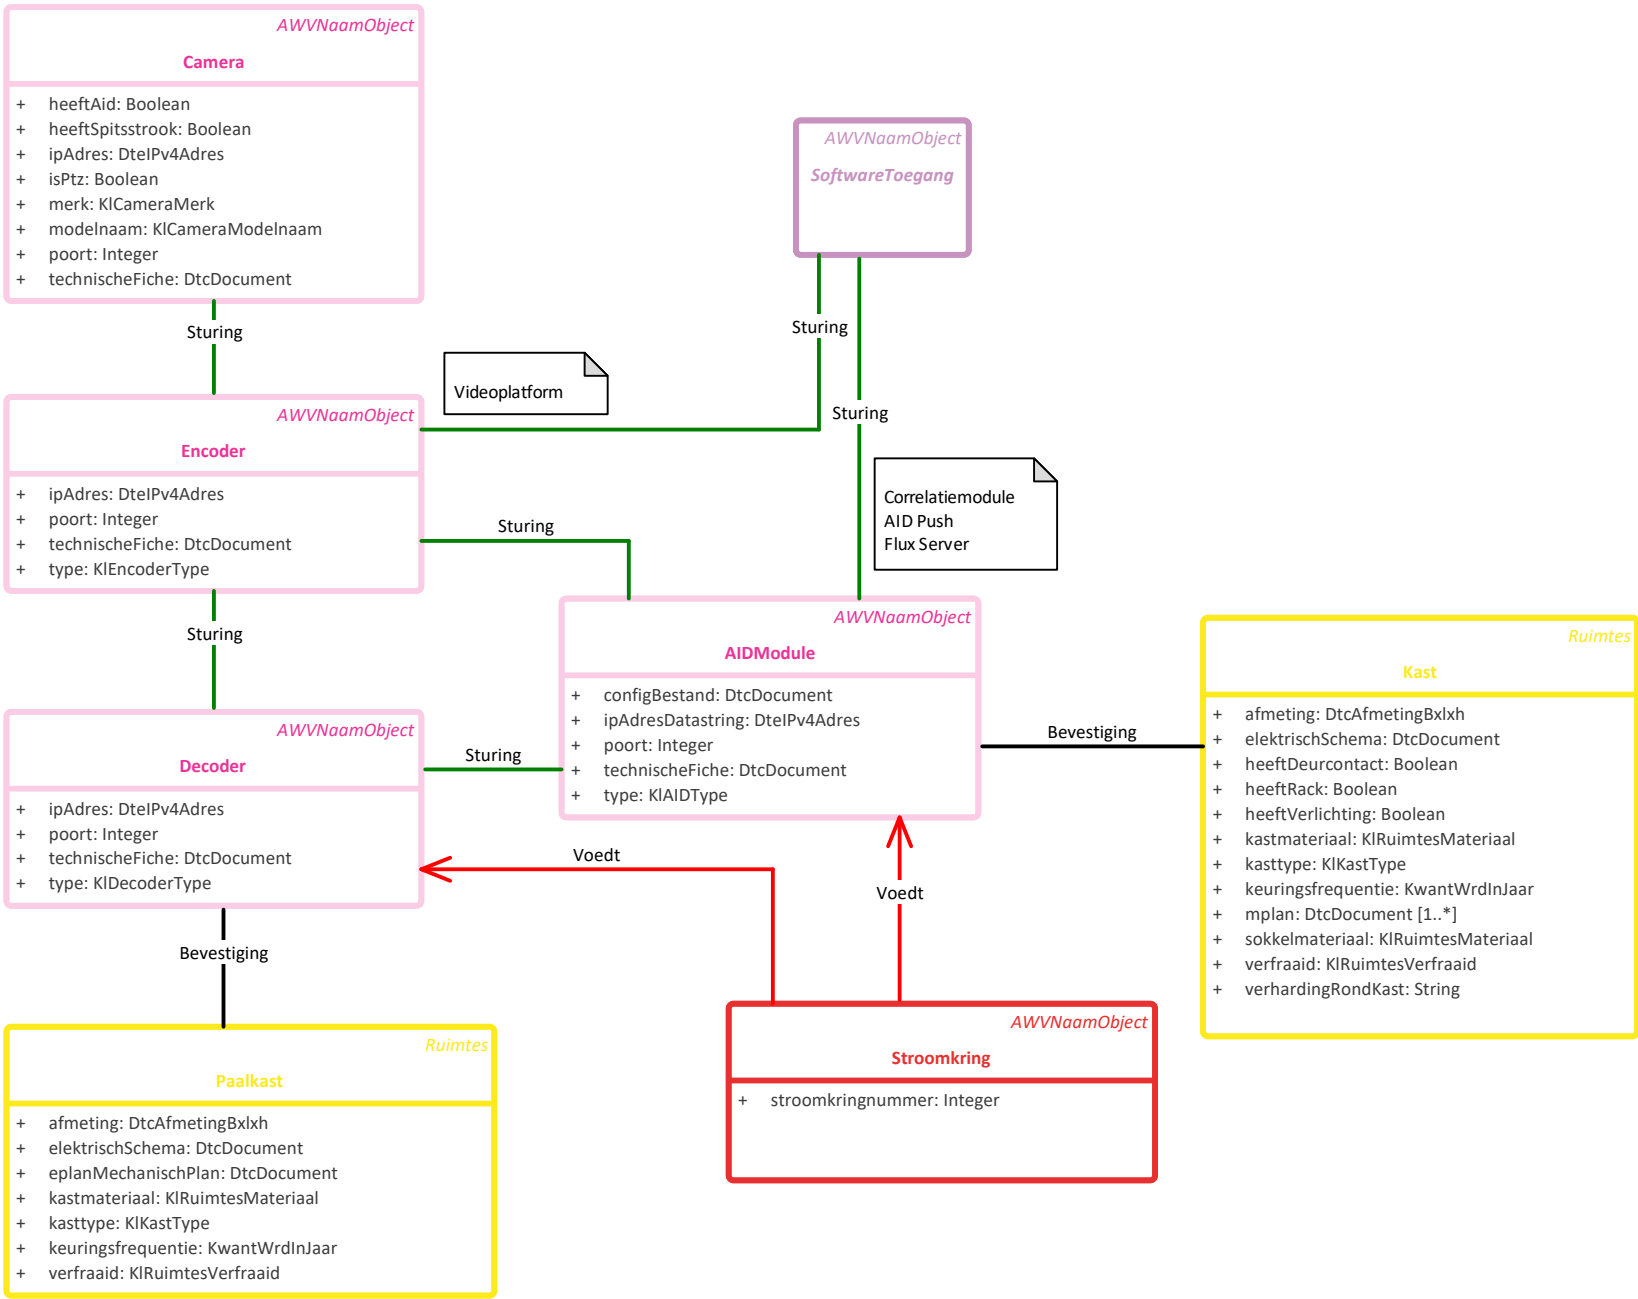 AWVNaamObject
Camera
+ heeftAid: Boolean
+ heeftSpitsstrook: Boolean
+ ipAdres: DteIPv4Adres
+ isPtz: Boolean
+ merk: KlCameraMerk
+ modelnaam: KlCameraModelnaam
+ poort: Integer
+ technischeFiche: DtcDocument
AWVNaamObject
SoftwareToegang
Sturing
Sturing
Videoplatform
Sturing
AWVNaamObject
Encoder
+ ipAdres: DteIPv4Adres
+ poort: Integer
+ technischeFiche: DtcDocument
+ type: KlEncoderType
Correlatiemodule
AID Push
Flux Server
Sturing
Sturing
AWVNaamObject
AIDModule
+ configBestand: DtcDocument
+ ipAdresDatastring: DteIPv4Adres
+ poort: Integer
+ technischeFiche: DtcDocument
+ type: KlAIDType
Ruimtes
Kast
+ afmeting: DtcAfmetingBxlxh
+ elektrischSchema: DtcDocument
+ heeftDeurcontact: Boolean
+ heeftRack: Boolean
+ heeftVerlichting: Boolean
+ kastmateriaal: KlRuimtesMateriaal
+ kasttype: KlKastType
+ keuringsfrequentie: KwantWrdInJaar
+ mplan: DtcDocument [1..*]
+ sokkelmateriaal: KlRuimtesMateriaal
+ verfraaid: KlRuimtesVerfraaid
+ verhardingRondKast: String
Bevestiging
AWVNaamObject
Decoder
+ ipAdres: DteIPv4Adres
+ poort: Integer
+ technischeFiche: DtcDocument
+ type: KlDecoderType
Sturing
Voedt
Voedt
Bevestiging
AWVNaamObject
Stroomkring
+ stroomkringnummer: Integer
Ruimtes
Paalkast
+ afmeting: DtcAfmetingBxlxh
+ elektrischSchema: DtcDocument
+ eplanMechanischPlan: DtcDocument
+ kastmateriaal: KlRuimtesMateriaal
+ kasttype: KlKastType
+ keuringsfrequentie: KwantWrdInJaar
+ verfraaid: KlRuimtesVerfraaid